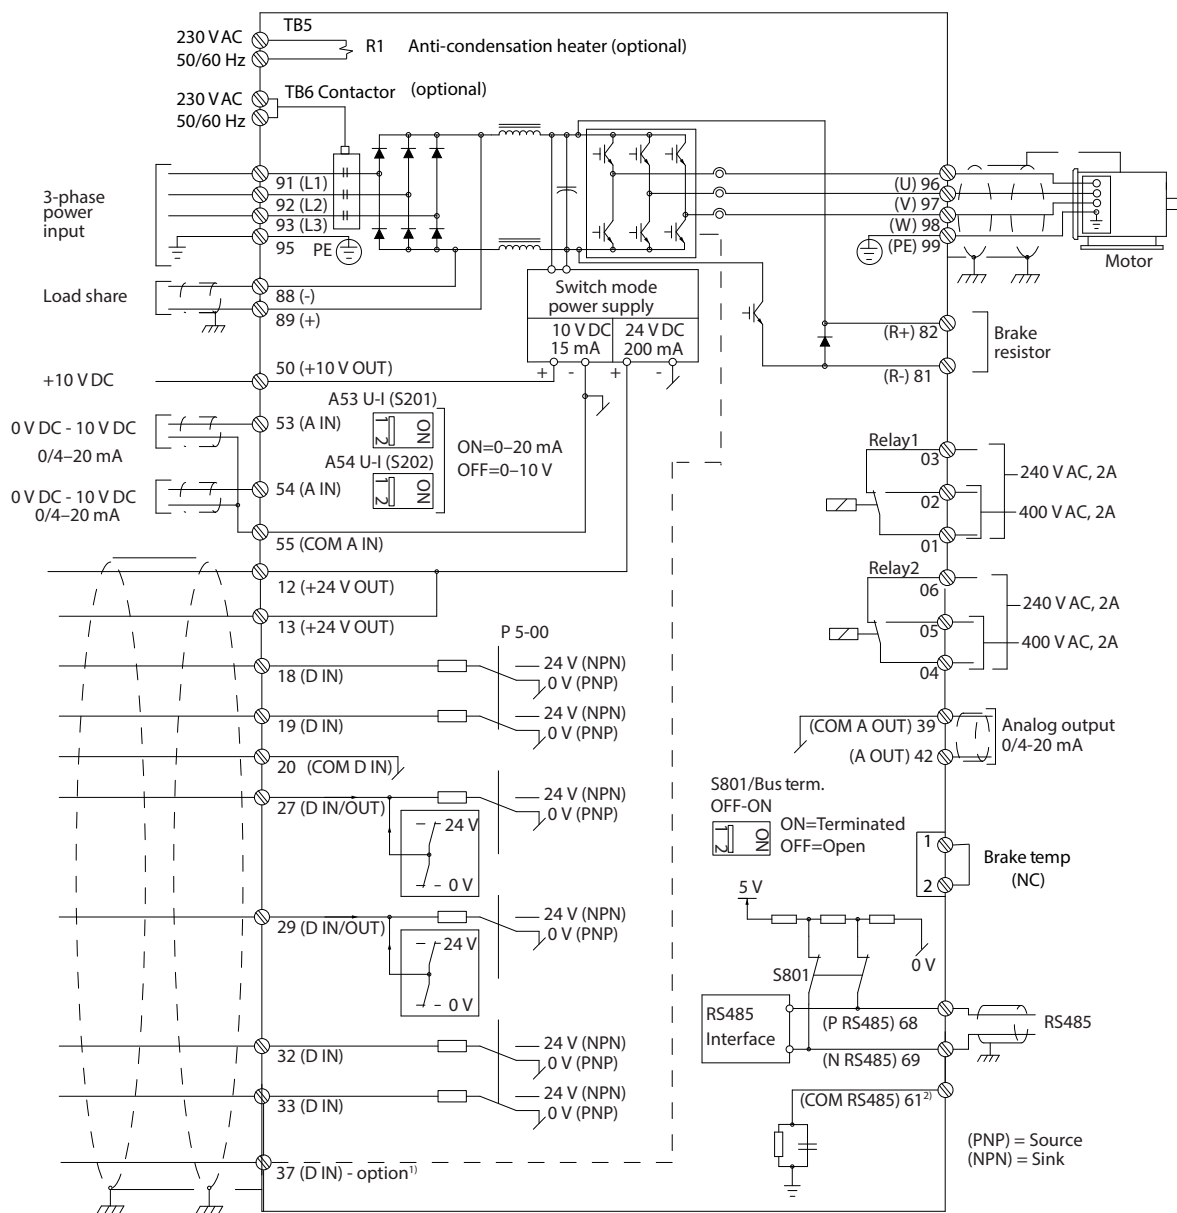 TB5
230 V AC
50/60 Hz
R1
Anti-condensation heater (optional)
TB6 Contactor
(optional)
230 V AC
50/60 Hz
3-phase
power
input
91 (L1)
92 (L2)
93 (L3)
95
PE
(U) 96
(V) 97
(W) 98
(PE) 99
Motor
Load share
88 (-)
89 (+)
Switch mode
power supply
10 V DC
15 mA
24 V DC
200 mA
+
-
+
-
(R+) 82
(R-) 81
Brake
resistor
+10 V DC
50 (+10 V OUT)
A53 U-I (S201)
1 2
ON
0 V DC - 10 V DC
0/4–20 mA
53 (A IN)
A54 U-I (S202)
1 2
ON
ON=0–20 mA
OFF=0–10 V
0 V DC - 10 V DC
0/4–20 mA
54 (A IN)
55 (COM A IN)
Relay1
03
02
01
240 V AC, 2A
400 V AC, 2A
Relay2
06
05
04
240 V AC, 2A
400 V AC, 2A
12 (+24 V OUT)
13 (+24 V OUT)
P 5-00
18 (D IN)
24 V (NPN)
0 V (PNP)
19 (D IN)
24 V (NPN)
0 V (PNP)
20 (COM D IN)
27 (D IN/OUT)
24 V (NPN)
0 V (PNP)
24 V
0 V
29 (D IN/OUT)
24 V (NPN)
0 V (PNP)
24 V
0 V
32 (D IN)
24 V (NPN)
0 V (PNP)
33 (D IN)
24 V (NPN)
0 V (PNP)
37 (D IN) - option1)
(COM A OUT) 39
(A OUT) 42
Analog output
0/4-20 mA
S801/Bus term.
OFF-ON
1 2
ON
ON=Terminated
OFF=Open
1
2
Brake temp
(NC)
5 V
0 V
S801
RS485
Interface
(P RS485) 68
(N RS485) 69
RS485
(COM RS485) 612)
(PNP) = Source
(NPN) = Sink